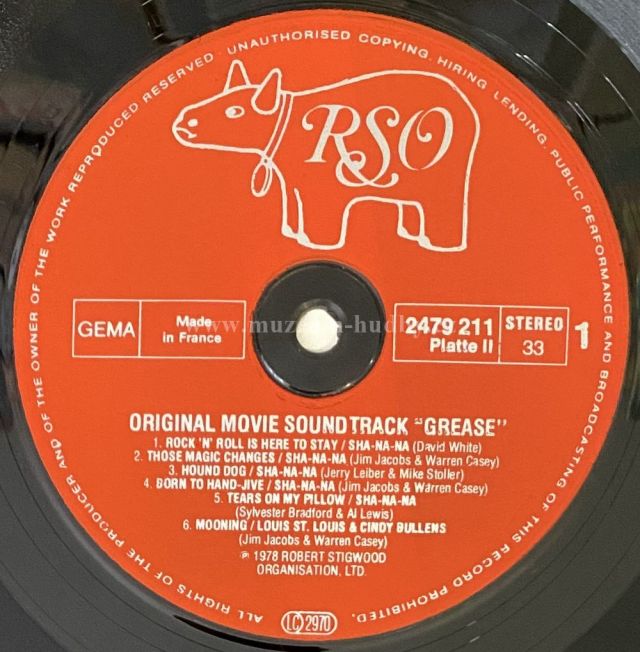 ALL RIGHTS OF THE PRODUCER AND OF THE OWNER OF THE WORK REPRODUCED RESERVED · UNAUTHORISED COPYING, HIRING, LENDING, PUBLIC PERFORMANCE AND BROADCASTING OF THIS RECORD PROHIBITED.
RSO
GEMA
Made
in France
2479 211
Platte II
STEREO
33
1
ORIGINAL MOVIE SOUNDTRACK "GREASE"
1. ROCK 'N' ROLL IS HERE TO STAY / SHA-NA-NA (David White)
2. THOSE MAGIC CHANGES / SHA-NA-NA (Jim Jacobs & Warren Casey)
3. HOUND DOG / SHA-NA-NA (Jerry Leiber & Mike Stoller)
4. BORN TO HAND-JIVE / SHA-NA-NA (Jim Jacobs & Warren Casey)
5. TEARS ON MY PILLOW / SHA-NA-NA
(Sylvester Bradford & Al Lewis)
6. MOONING / LOUIS ST. LOUIS & CINDY BULLENS
(Jim Jacobs & Warren Casey)
℗ 1978 ROBERT STIGWOOD
ORGANISATION, LTD.
LC 2970